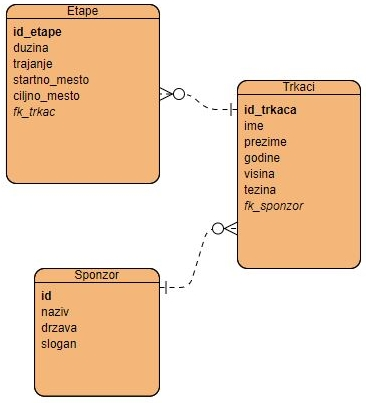 Etape
id_etape
duzina
trajanje
startno_mesto
ciljno_mesto
fk_trkac
Trkaci
id_trkaca
ime
prezime
godine
visina
tezina
fk_sponzor
Sponzor
id
naziv
drzava
slogan